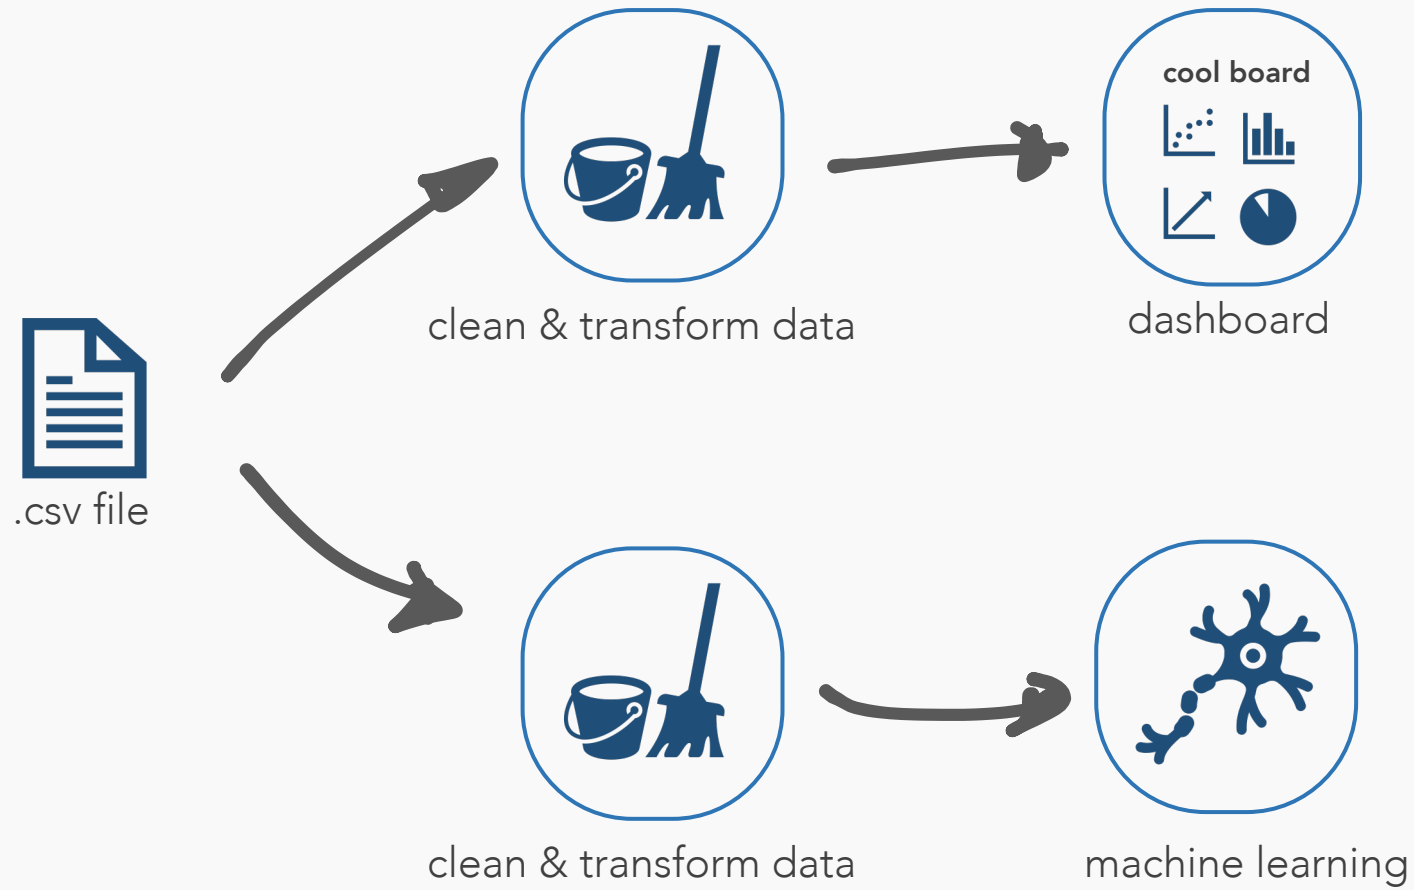 cool board
clean & transform data
dashboard
.csv file
clean & transform data
machine learning